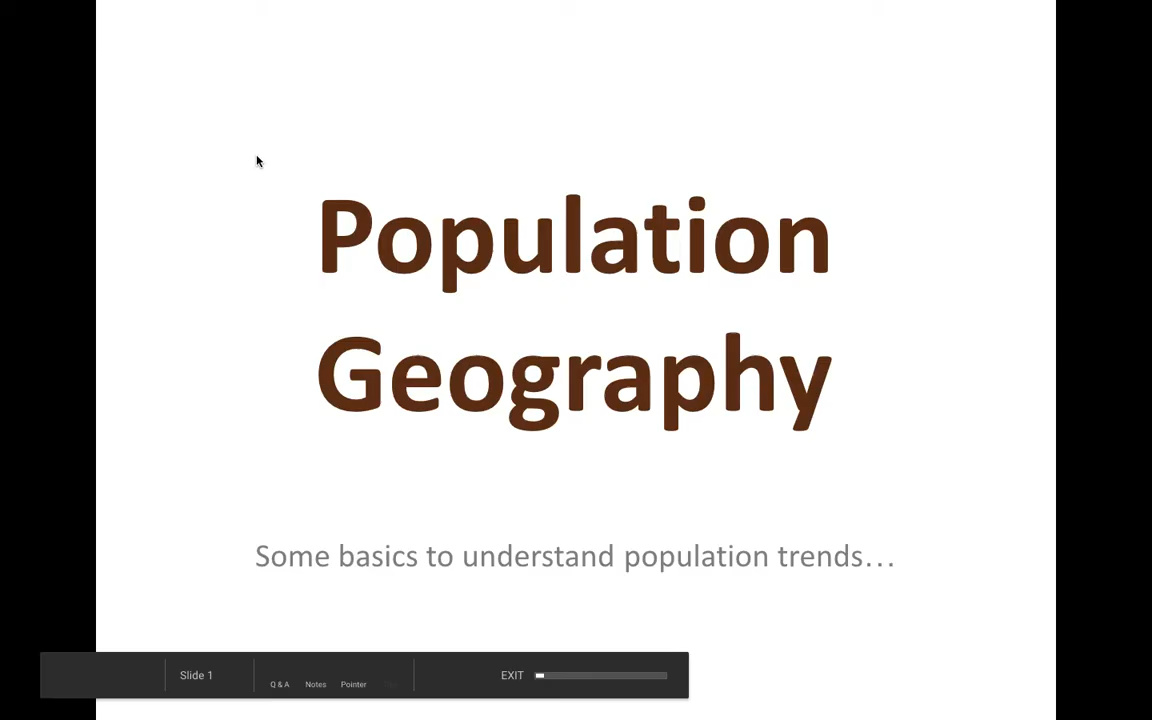 Population
Geography
Some basics to understand population trends...
Slide 1
Q & A
Notes
Pointer
EXIT